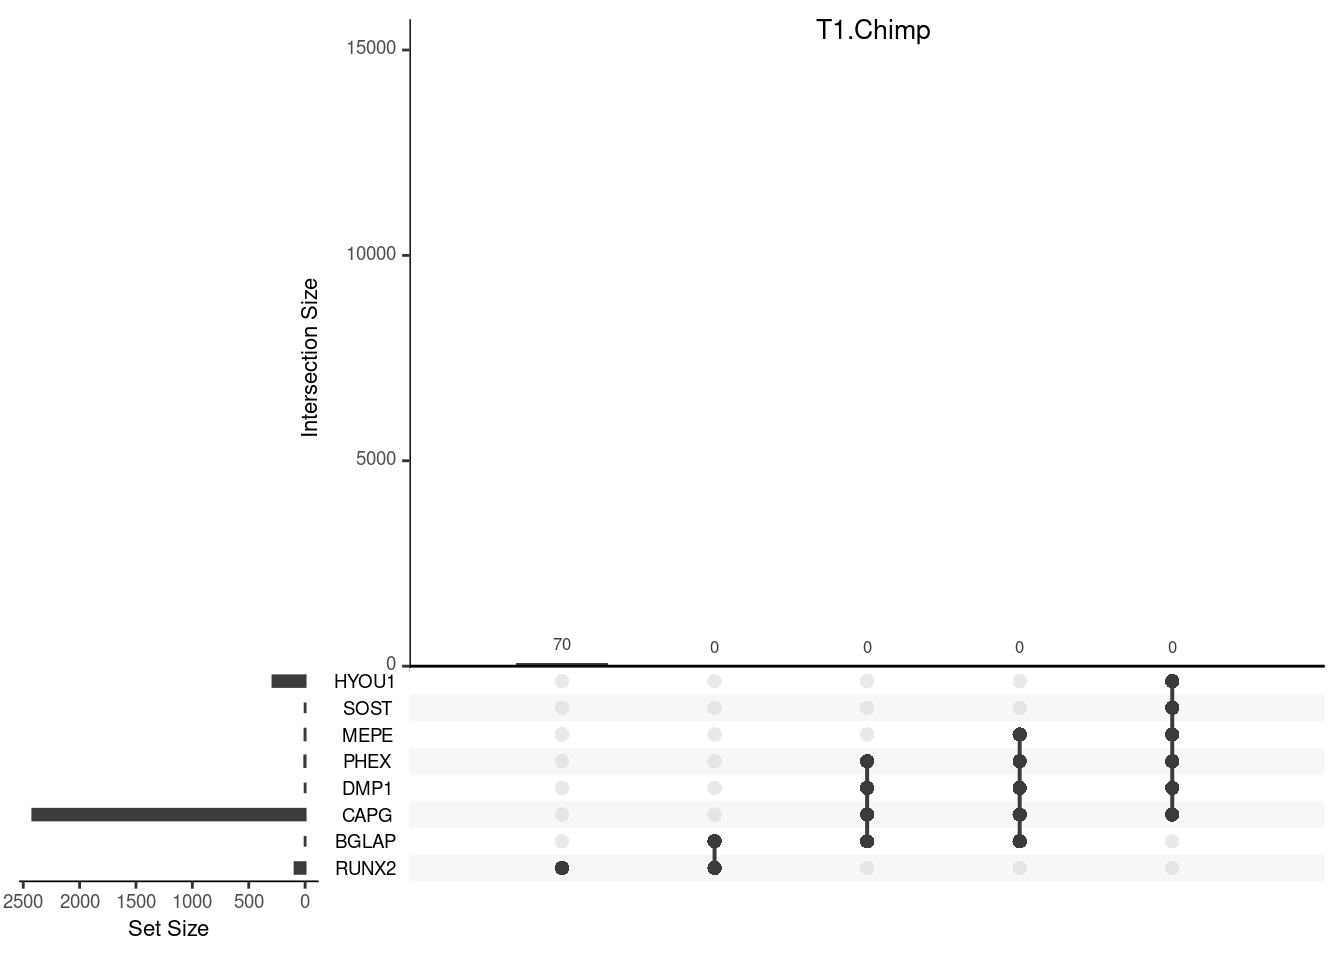 T1.Chimp
15000
10000
5000
0
Intersection Size
70 0 0 0 0
HYOU1
SOST
MEPE
PHEX
DMP1
CAPG
BGLAP
RUNX2
2500 2000 1500 1000 500 0
Set Size